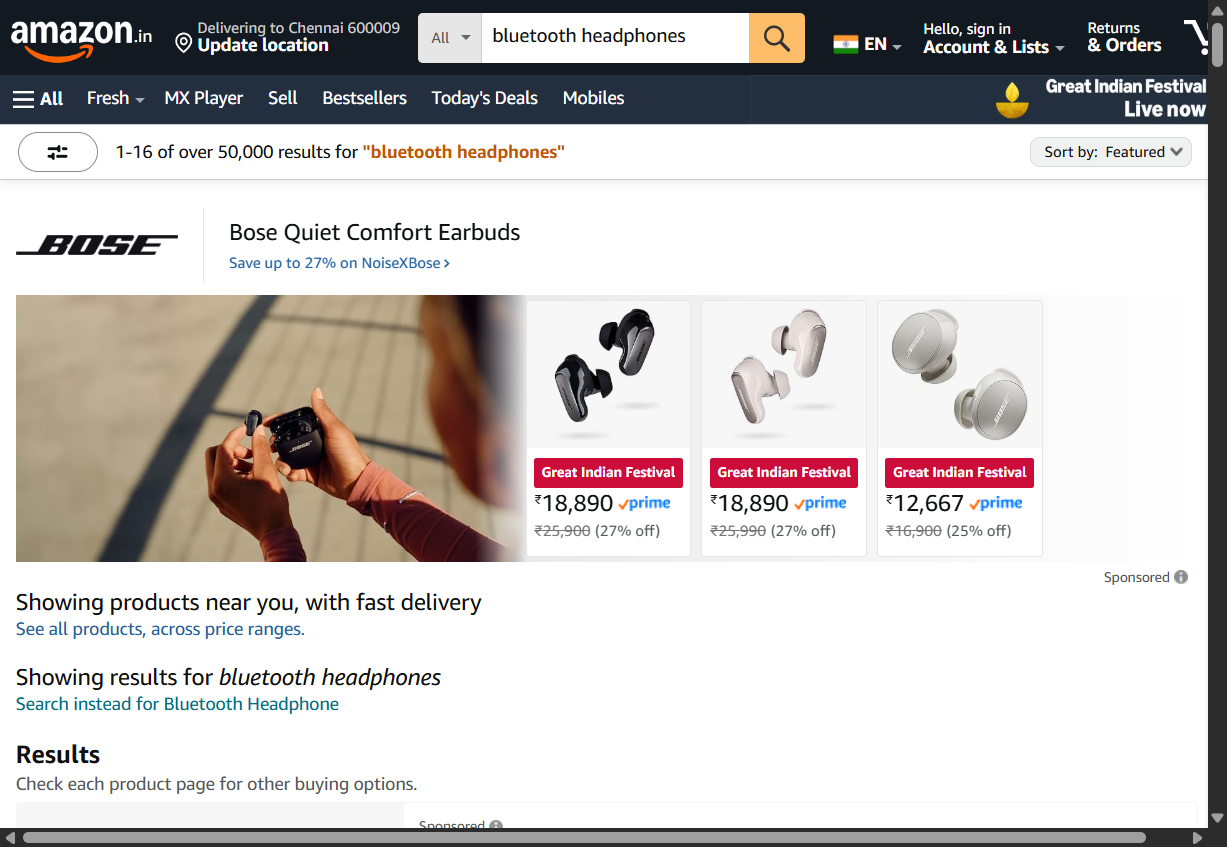 amazon.in
Delivering to Chennai 600009
Update location
All
bluetooth headphones
EN
Hello, sign in
Account & Lists
Returns
& Orders
All
Fresh
MX Player
Sell
Bestsellers
Today's Deals
Mobiles
Great Indian Festival
Live now
1-16 of over 50,000 results for "bluetooth headphones"
Sort by: Featured
BOSE
Bose Quiet Comfort Earbuds
Save up to 27% on NoiseXBose ›
BOSE
Great Indian Festival
₹18,890 prime
₹25,900 (27% off)
Great Indian Festival
₹18,890 prime
₹25,990 (27% off)
BOSE
BOSE
Great Indian Festival
₹12,667 prime
₹16,900 (25% off)
Sponsored
Showing products near you, with fast delivery
See all products, across price ranges.
Showing results for bluetooth headphones
Search instead for Bluetooth Headphone
Results
Check each product page for other buying options.
Sponsored